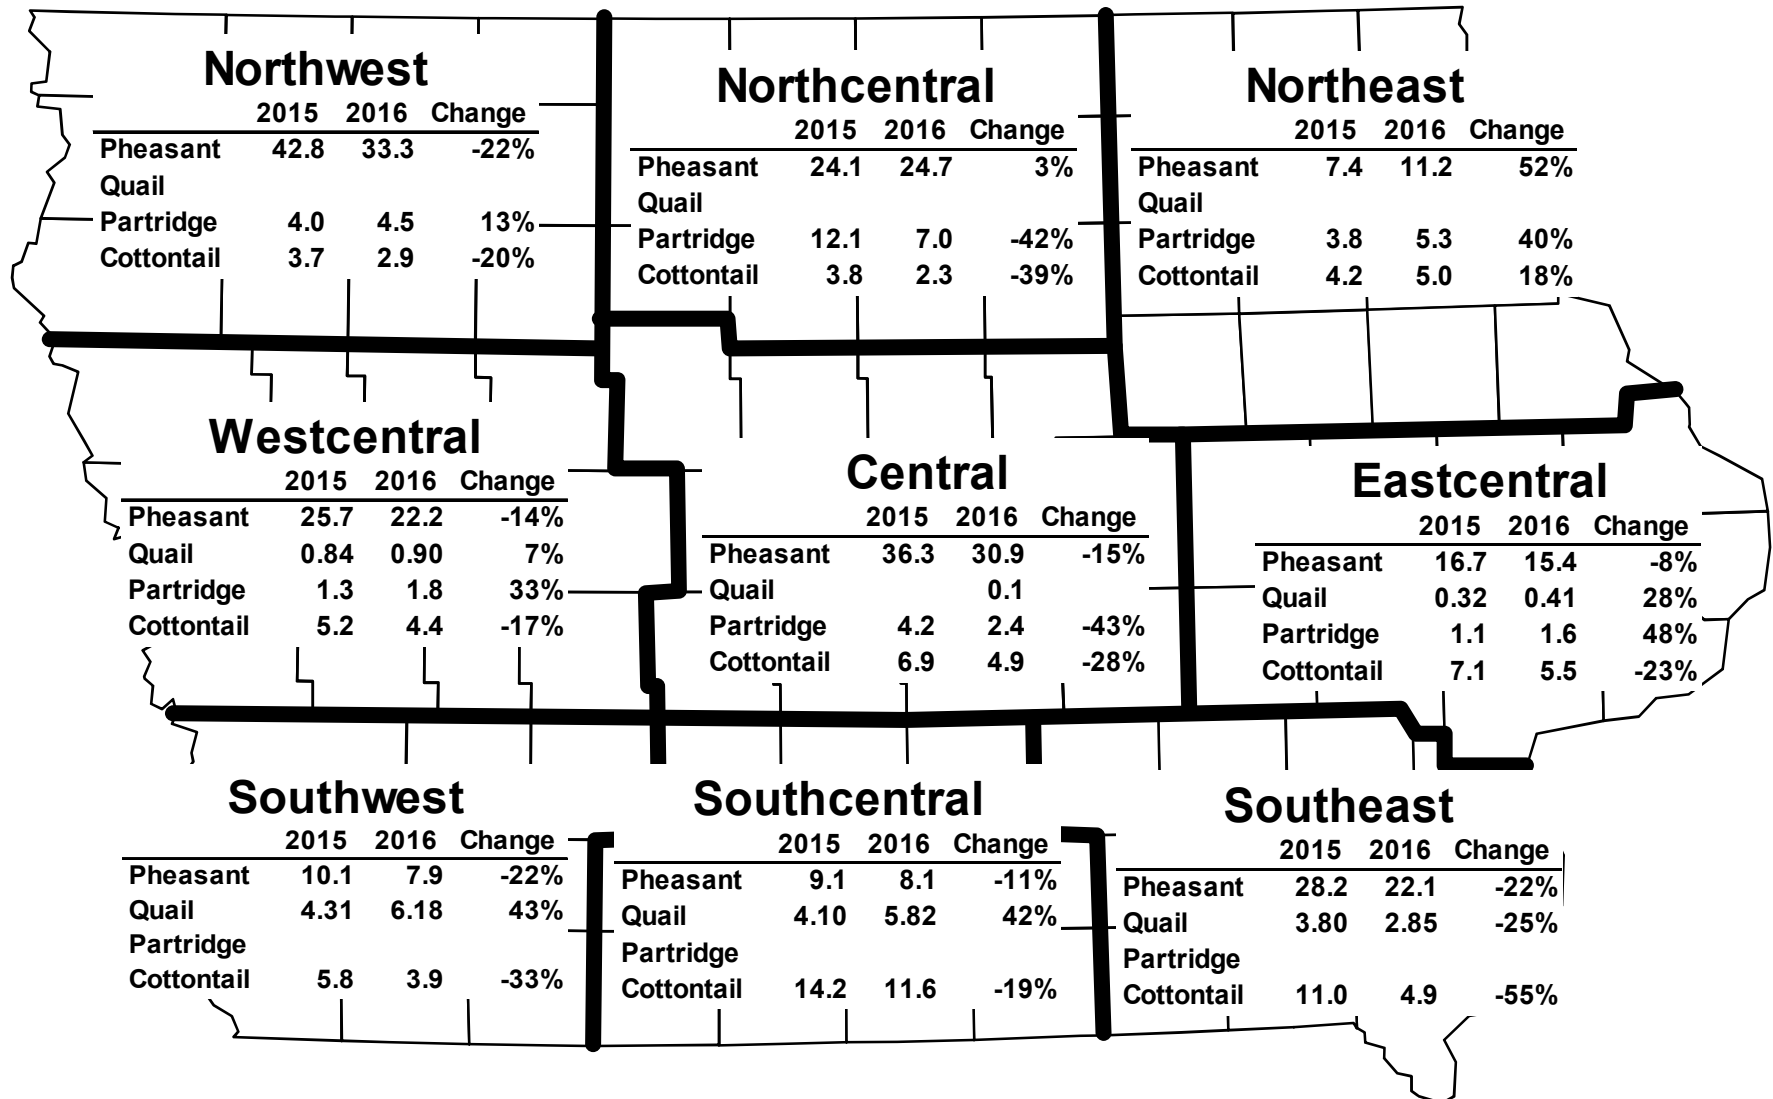 Northwest
2015 2016 Change
Pheasant 42.8 33.3 -22%
Quail
Partridge 4.0 4.5 13%
Cottontail 3.7 2.9 -20%
Northcentral
2015 2016 Change
Pheasant 24.1 24.7 3%
Quail
Partridge 12.1 7.0 -42%
Cottontail 3.8 2.3 -39%
Northeast
2015 2016 Change
Pheasant 7.4 11.2 52%
Quail
Partridge 3.8 5.3 40%
Cottontail 4.2 5.0 18%
Westcentral
2015 2016 Change
Pheasant 25.7 22.2 -14%
Quail 0.84 0.90 7%
Partridge 1.3 1.8 33%
Cottontail 5.2 4.4 -17%
Central
2015 2016 Change
Pheasant 36.3 30.9 -15%
Quail 0.1
Partridge 4.2 2.4 -43%
Cottontail 6.9 4.9 -28%
Eastcentral
2015 2016 Change
Pheasant 16.7 15.4 -8%
Quail 0.32 0.41 28%
Partridge 1.1 1.6 48%
Cottontail 7.1 5.5 -23%
Southwest
2015 2016 Change
Pheasant 10.1 7.9 -22%
Quail 4.31 6.18 43%
Partridge
Cottontail 5.8 3.9 -33%
Southcentral
2015 2016 Change
Pheasant 9.1 8.1 -11%
Quail 4.10 5.82 42%
Partridge
Cottontail 14.2 11.6 -19%
Southeast
2015 2016 Change
Pheasant 28.2 22.1 -22%
Quail 3.80 2.85 -25%
Partridge
Cottontail 11.0 4.9 -55%